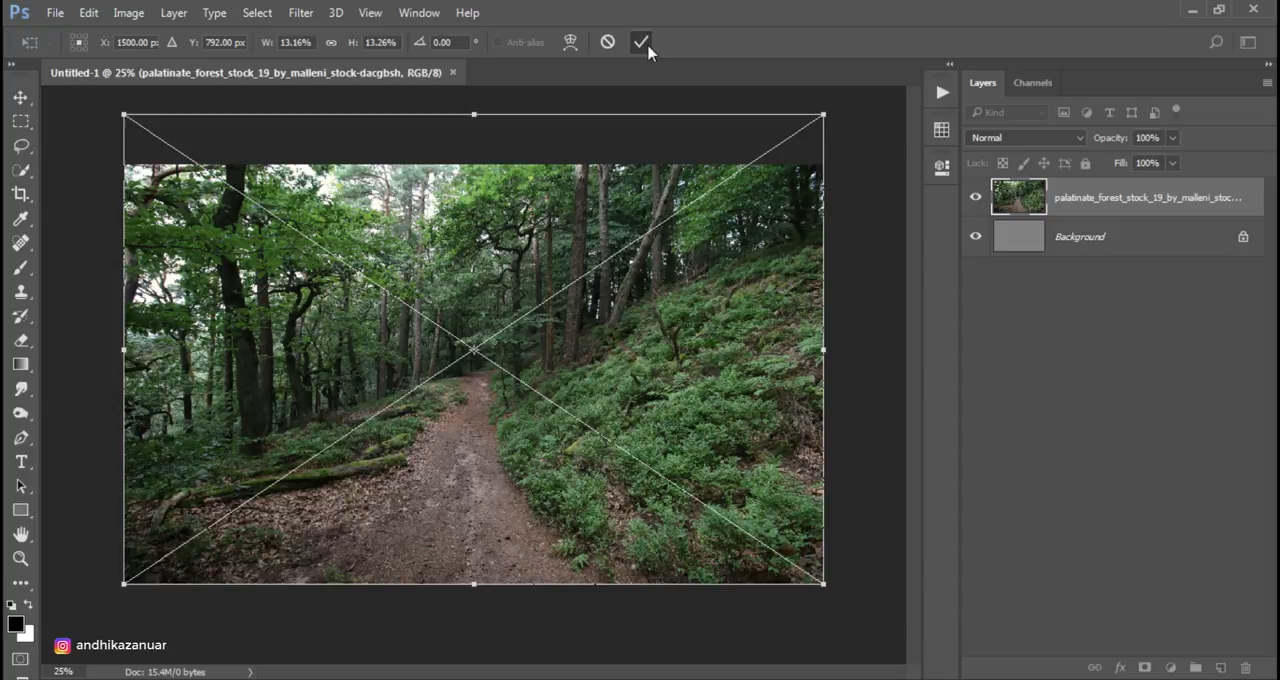 Ps File Edit Image Layer Type Select Filter 3D View Window Help
X: 1500.00 px Y: 792.00 px W: 13.16% H: 13.26% 0.00 ° Anti-alias
Untitled-1 @ 25% (palatinate_forest_stock_19_by_malleni_stock-dacgbsh, RGB/8) ×
Layers Channels
Kind
Normal Opacity: 100%
Lock: Fill: 100%
palatinate_forest_stock_19_by_malleni_stoc...
Background
andhikazanuar
25% Doc: 15.4M/0 bytes